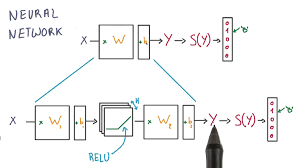 NEURAL
NETWORK
X × W + b → Y → S(Y)
X × W₁ + b₁ × W₂ + b₂ → Y → S(Y)
RELU